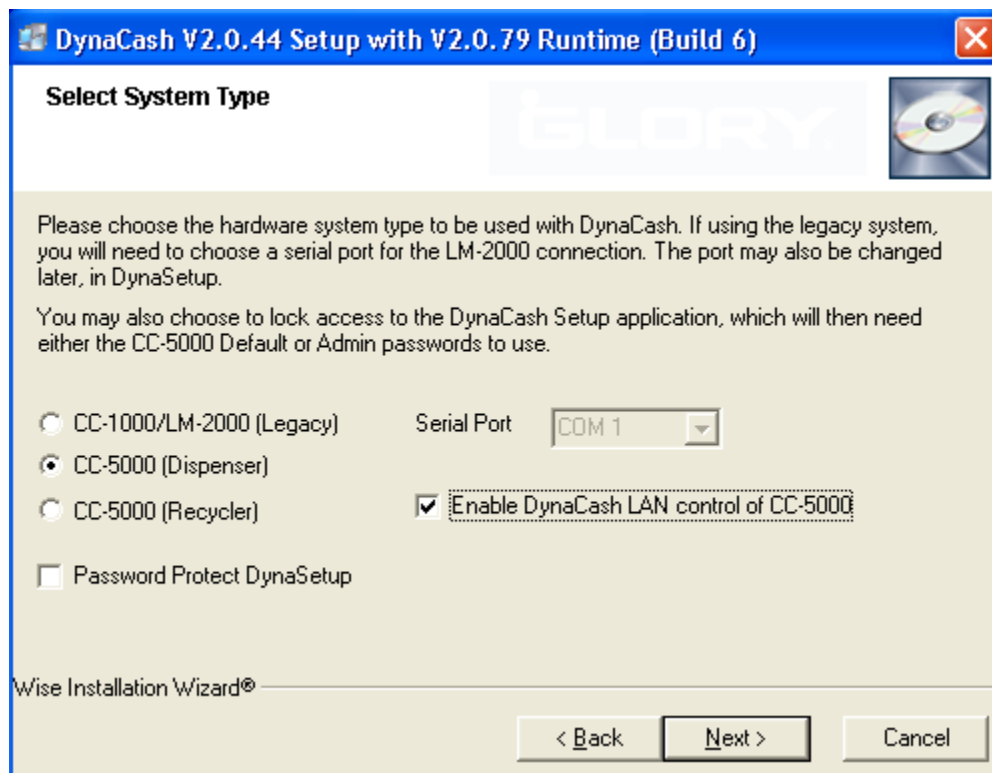 DynaCash V2.0.44 Setup with V2.0.79 Runtime (Build 6)
Select System Type
GLORY
Please choose the hardware system type to be used with DynaCash. If using the legacy system,
you will need to choose a serial port for the LM-2000 connection. The port may also be changed
later, in DynaSetup.
You may also choose to lock access to the DynaCash Setup application, which will then need
either the CC-5000 Default or Admin passwords to use.
CC-1000/LM-2000 (Legacy) Serial Port COM 1
CC-5000 (Dispenser)
CC-5000 (Recycler) Enable DynaCash LAN control of CC-5000
Password Protect DynaSetup
Wise Installation Wizard®
< Back Next > Cancel